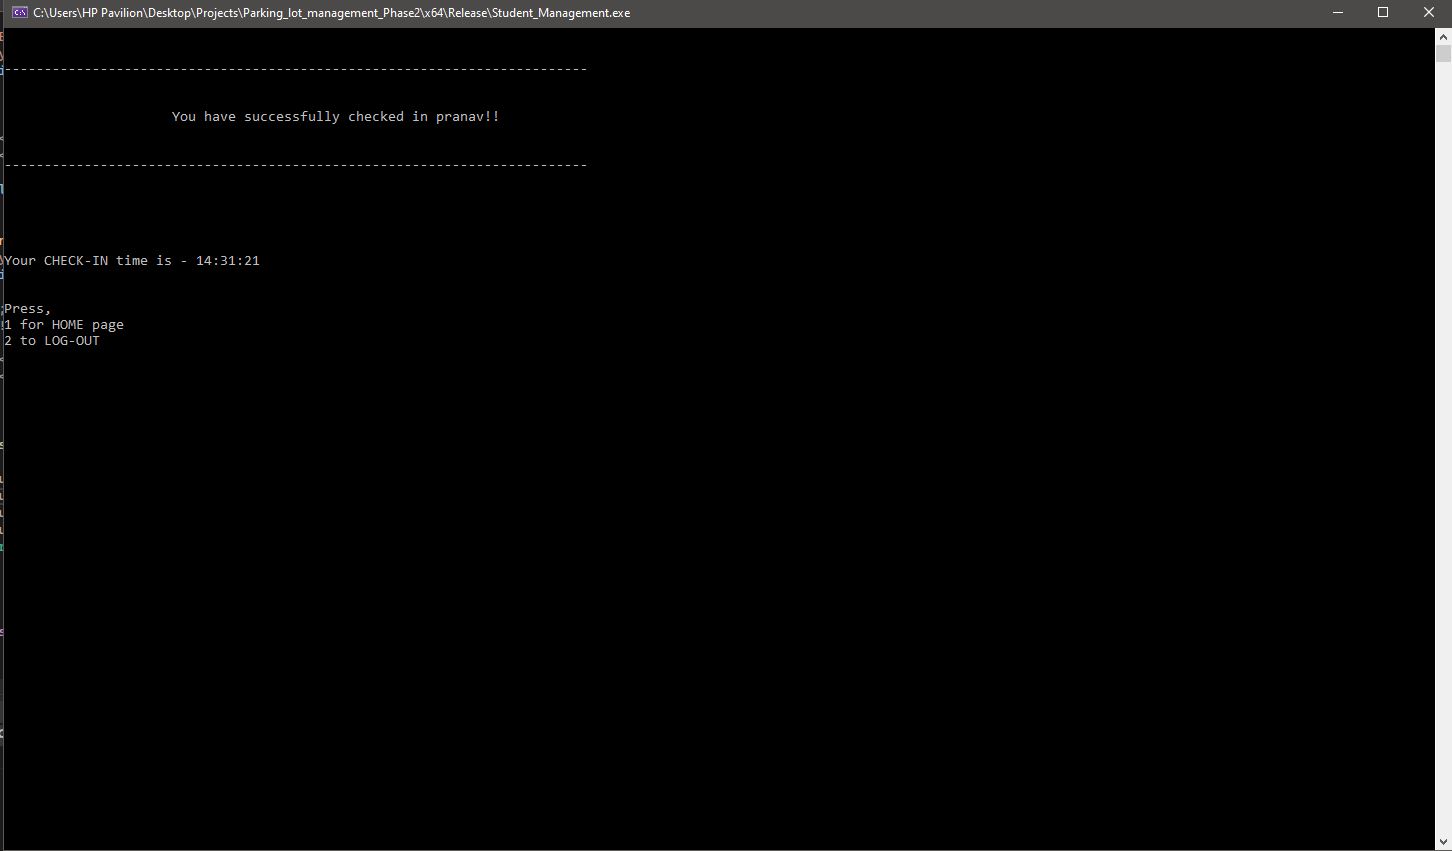 C:\Users\HP Pavilion\Desktop\Projects\Parking_lot_management_Phase2\x64\Release\Student_Management.exe
-------------------------------------------------------------------------
You have successfully checked in pranav!!
-------------------------------------------------------------------------
Your CHECK-IN time is - 14:31:21
Press,
1 for HOME page
2 to LOG-OUT